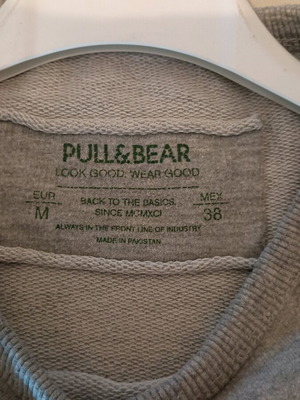 PULL&BEAR
LOOK GOOD. WEAR GOOD.
EUR M
BACK TO THE BASICS.
SINCE MCMXCI
MEX 38
ALWAYS IN THE FRONT LINE OF INDUSTRY
MADE IN PAKISTAN